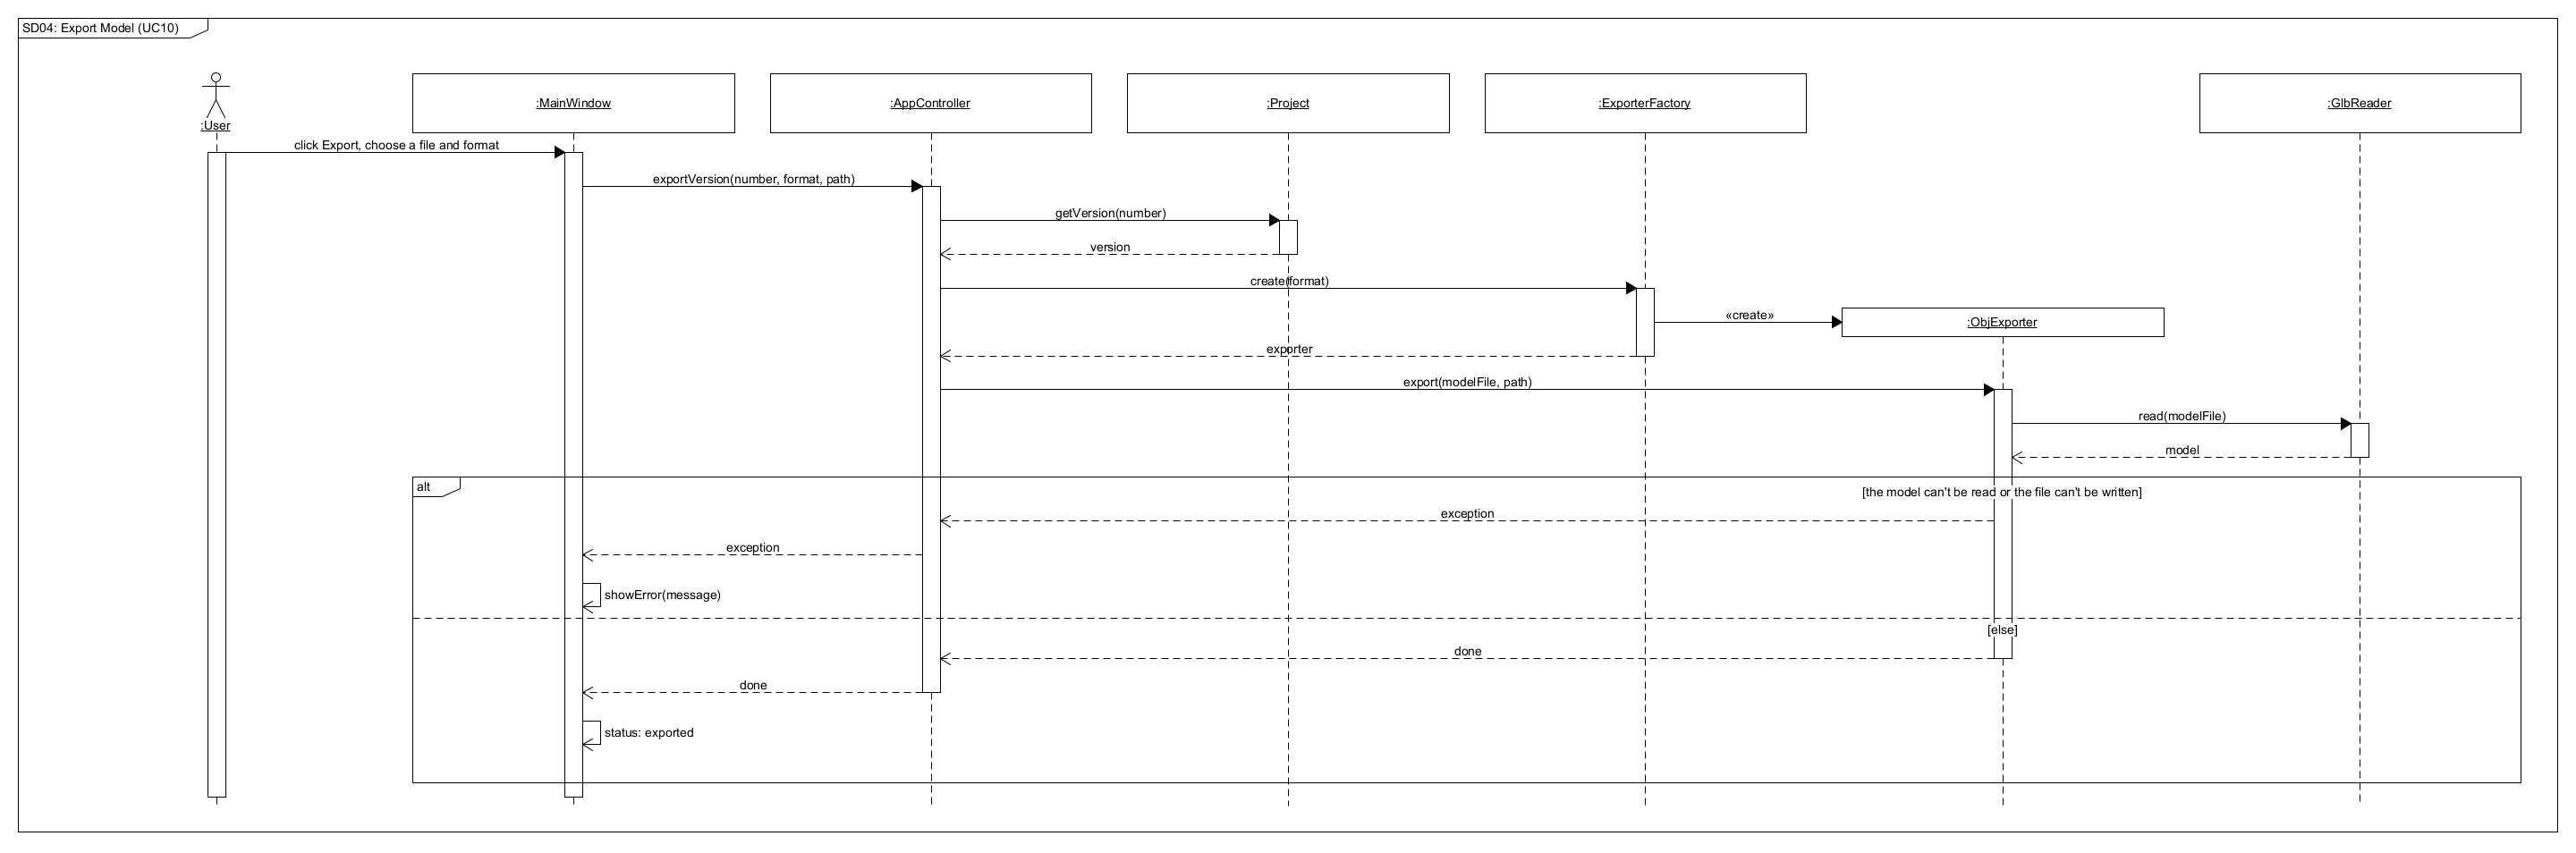 SD04: Export Model (UC10)
:User
:MainWindow
:AppController
:Project
:ExporterFactory
:GlbReader
click Export, choose a file and format
exportVersion(number, format, path)
getVersion(number)
version
create(format)
«create»
:ObjExporter
exporter
export(modelFile, path)
read(modelFile)
model
alt
[the model can't be read or the file can't be written]
exception
exception
showError(message)
[else]
done
done
status: exported